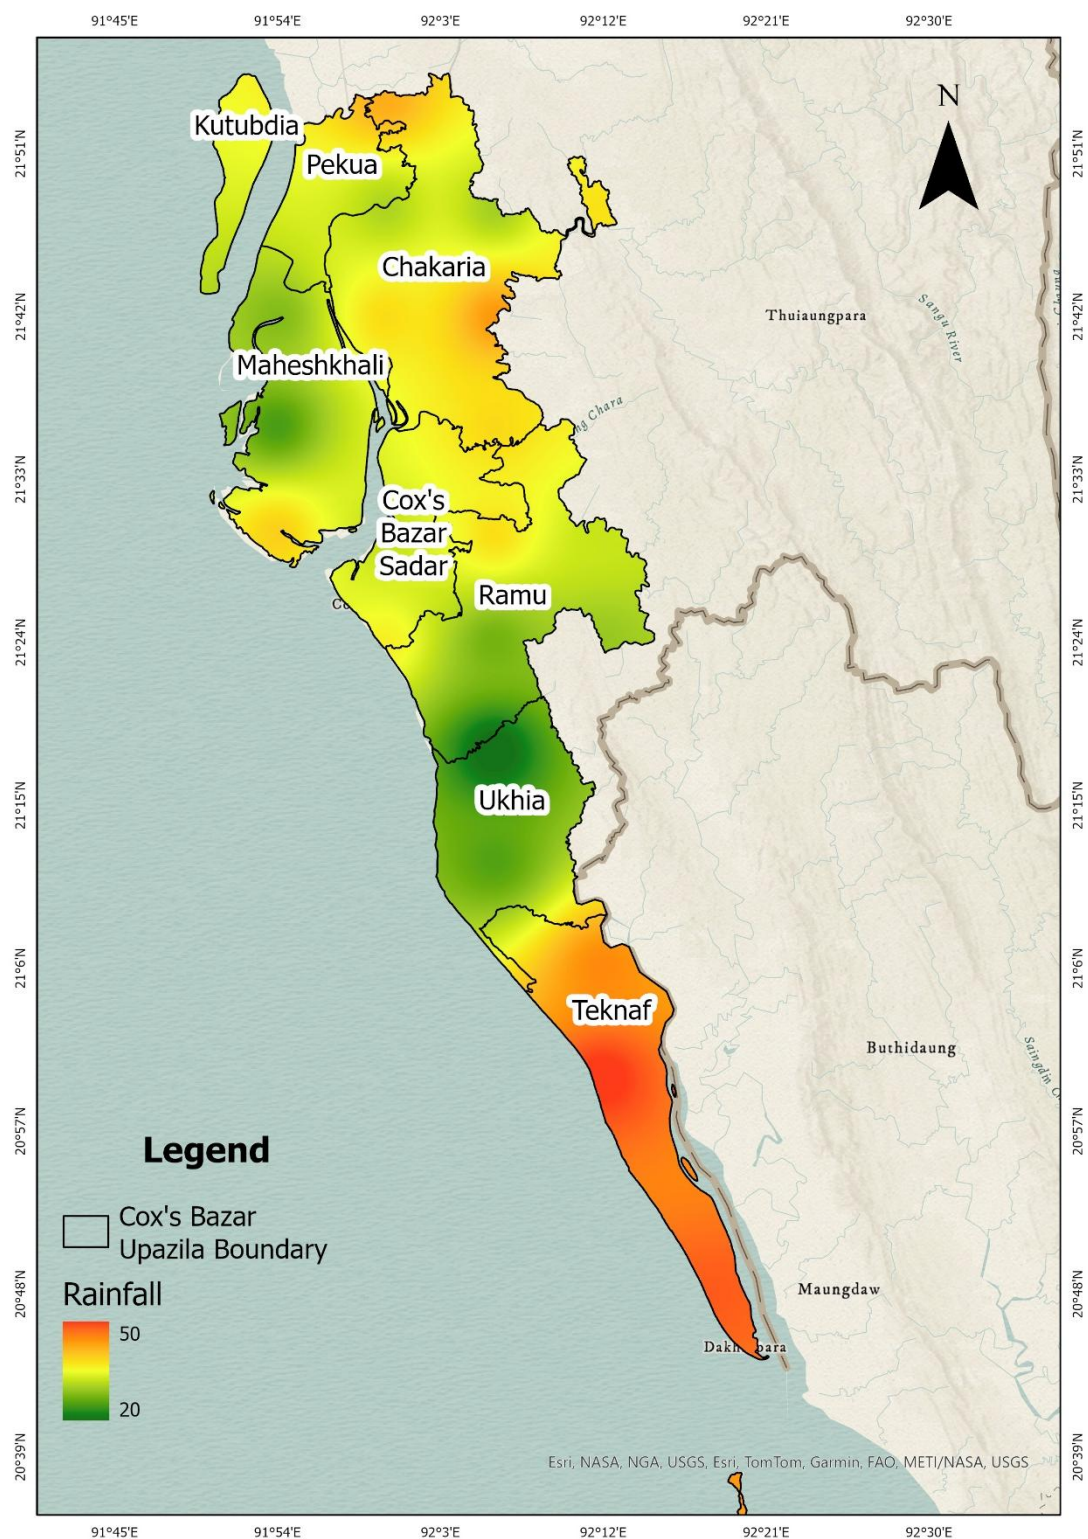 91°45'E 91°54'E 92°3'E 92°12'E 92°21'E 92°30'E
N
Kutubdia
21°51'N 21°51'N
Pekua
Chakaria
Sangu River
21°42'N 21°42'N
Thuiaungpara
Maheshkhali
Chara
21°33'N 21°33'N
Cox's
Bazar
Sadar
Ramu
21°24'N 21°24'N
21°15'N 21°15'N
Ukhia
21°6'N 21°6'N
Teknaf
Buthidaung
Saingdin
20°57'N 20°57'N
Legend
Cox's Bazar
Upazila Boundary
Rainfall
50
20
20°48'N 20°48'N
Maungdaw
20°39'N 20°39'N
Esri, NASA, NGA, USGS, Esri, TomTom, Garmin, FAO, METI/NASA, USGS
91°45'E 91°54'E 92°3'E 92°12'E 92°21'E 92°30'E